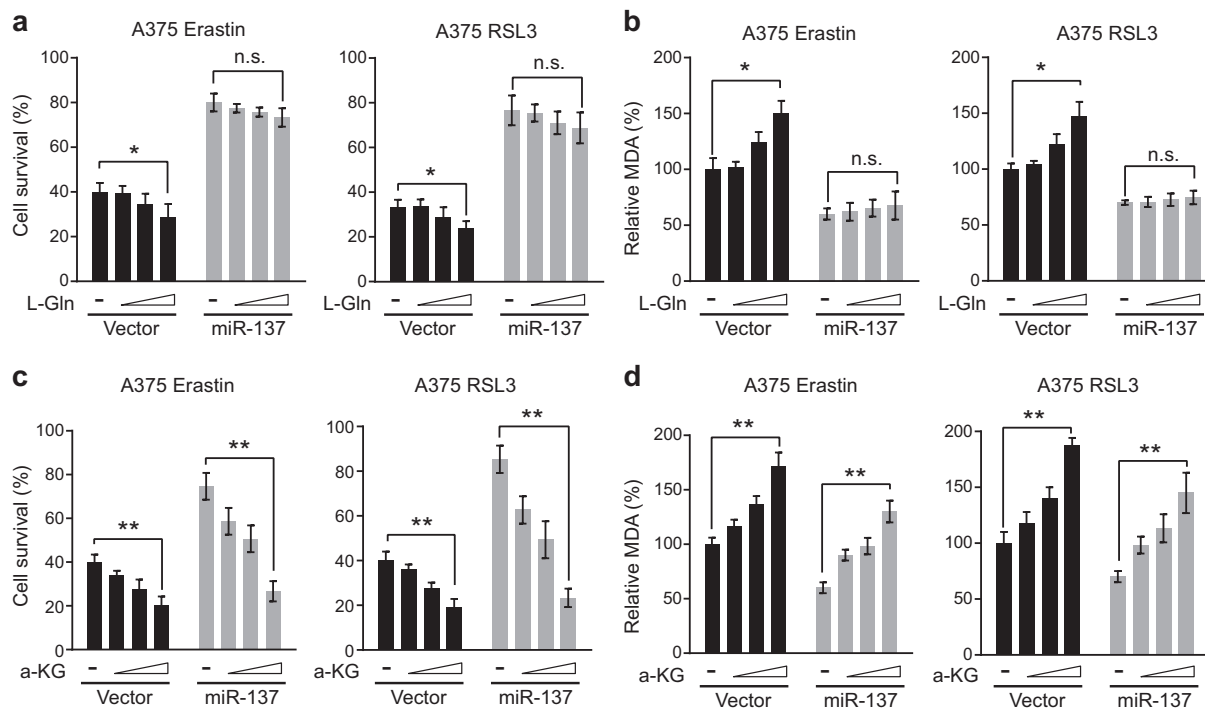 a
A375 Erastin
A375 RSL3
Cell survival (%)
100
80
60
40
20
0
*
n.s.
100
80
60
40
20
0
*
n.s.
L-Gln
-
-
-
-
Vector
miR-137
Vector
miR-137
b
A375 Erastin
A375 RSL3
Relative MDA (%)
200
150
100
50
0
*
n.s.
200
150
100
50
0
*
n.s.
L-Gln
-
-
-
-
Vector
miR-137
Vector
miR-137
c
A375 Erastin
A375 RSL3
Cell survival (%)
100
80
60
40
20
0
**
**
100
80
60
40
20
0
**
**
a-KG
-
-
-
-
Vector
miR-137
Vector
miR-137
d
A375 Erastin
A375 RSL3
Relative MDA (%)
200
150
100
50
0
**
**
200
150
100
50
0
**
**
a-KG
-
-
-
-
Vector
miR-137
Vector
miR-137